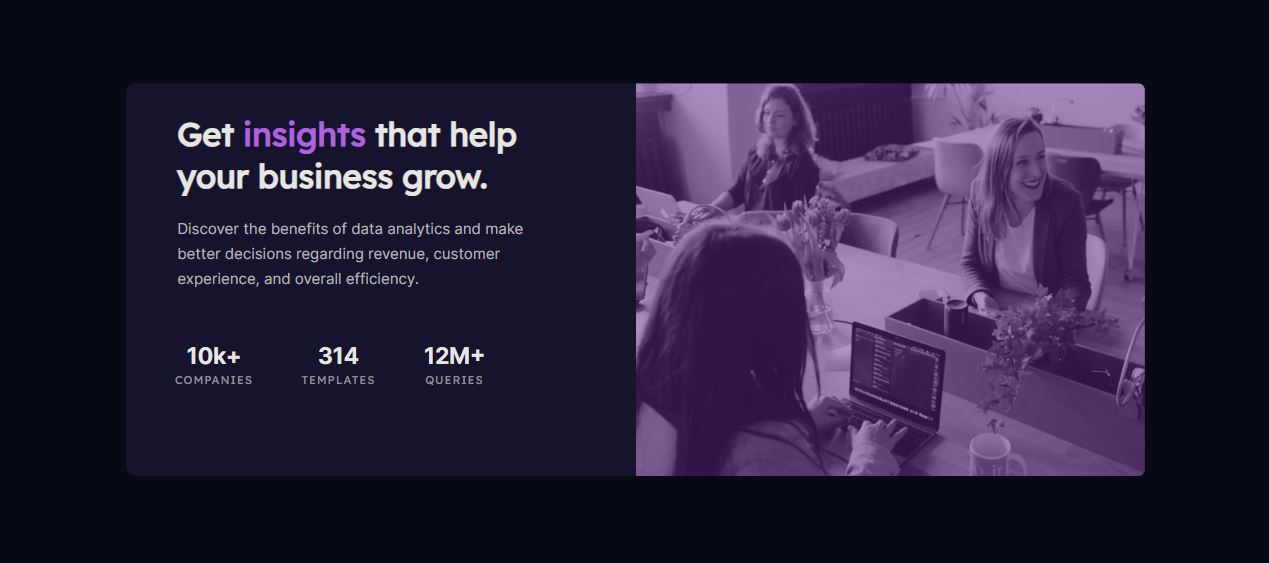 Get insights that help
your business grow.
Discover the benefits of data analytics and make
better decisions regarding revenue, customer
experience, and overall efficiency.
10k+ 314 12M+
COMPANIES TEMPLATES QUERIES